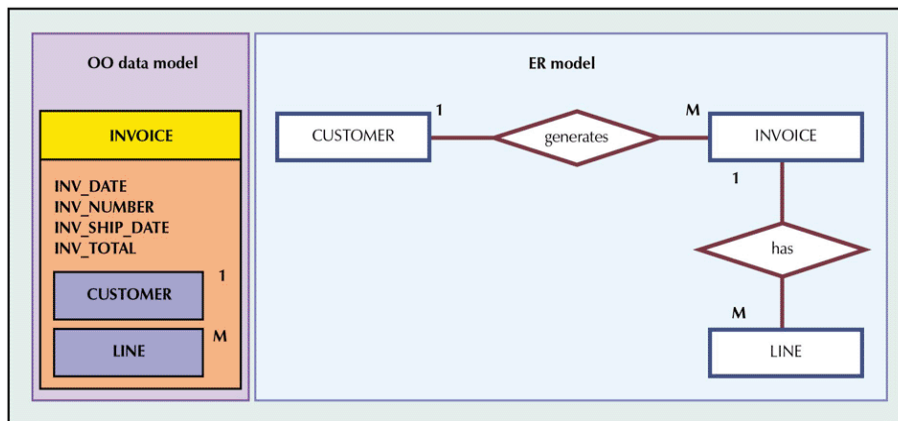 OO data model
INVOICE
INV_DATE
INV_NUMBER
INV_SHIP_DATE
INV_TOTAL
1
CUSTOMER
M
LINE
ER model
1
M
CUSTOMER
generates
INVOICE
1
has
M
LINE